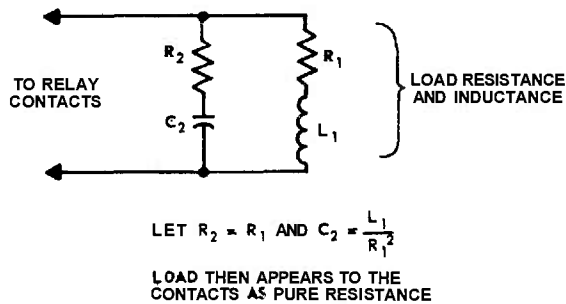 TO RELAY
CONTACTS
R₂
C₂
R₁
L₁
LOAD RESISTANCE
AND INDUCTANCE
LET R₂ = R₁ AND C₂ = L₁/R₁²
LOAD THEN APPEARS TO THE
CONTACTS AS PURE RESISTANCE